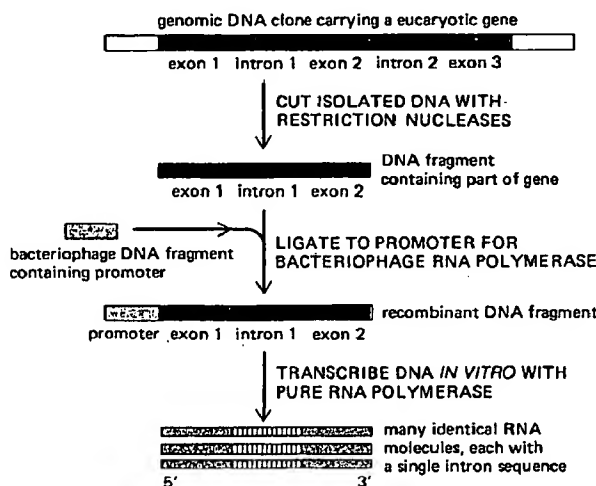 genomic DNA clone carrying a eucaryotic gene
exon 1 intron 1 exon 2 intron 2 exon 3
CUT ISOLATED DNA WITH
RESTRICTION NUCLEASES
DNA fragment
containing part of gene
exon 1 intron 1 exon 2
bacteriophage DNA fragment
containing promoter
LIGATE TO PROMOTER FOR
BACTERIOPHAGE RNA POLYMERASE
recombinant DNA fragment
promoter exon 1 intron 1 exon 2
TRANSCRIBE DNA IN VITRO WITH
PURE RNA POLYMERASE
many identical RNA
molecules, each with
a single intron sequence
5′ 3′